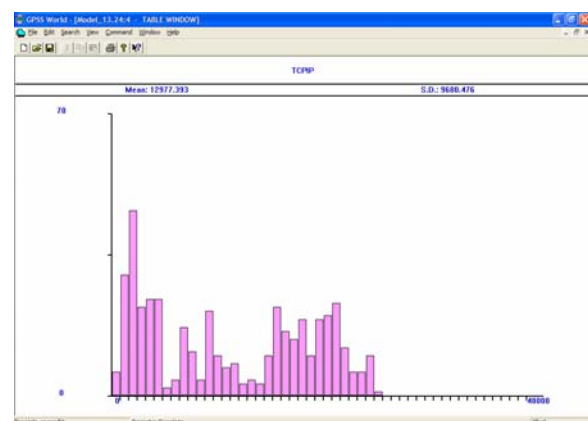 GPSS World - [Model_13.24:4 - TABLE WINDOW]
File Edit Search View Command Window Help
TCPIP
Mean: 12977.393 S.D.: 9680.476
70
0
0 40000